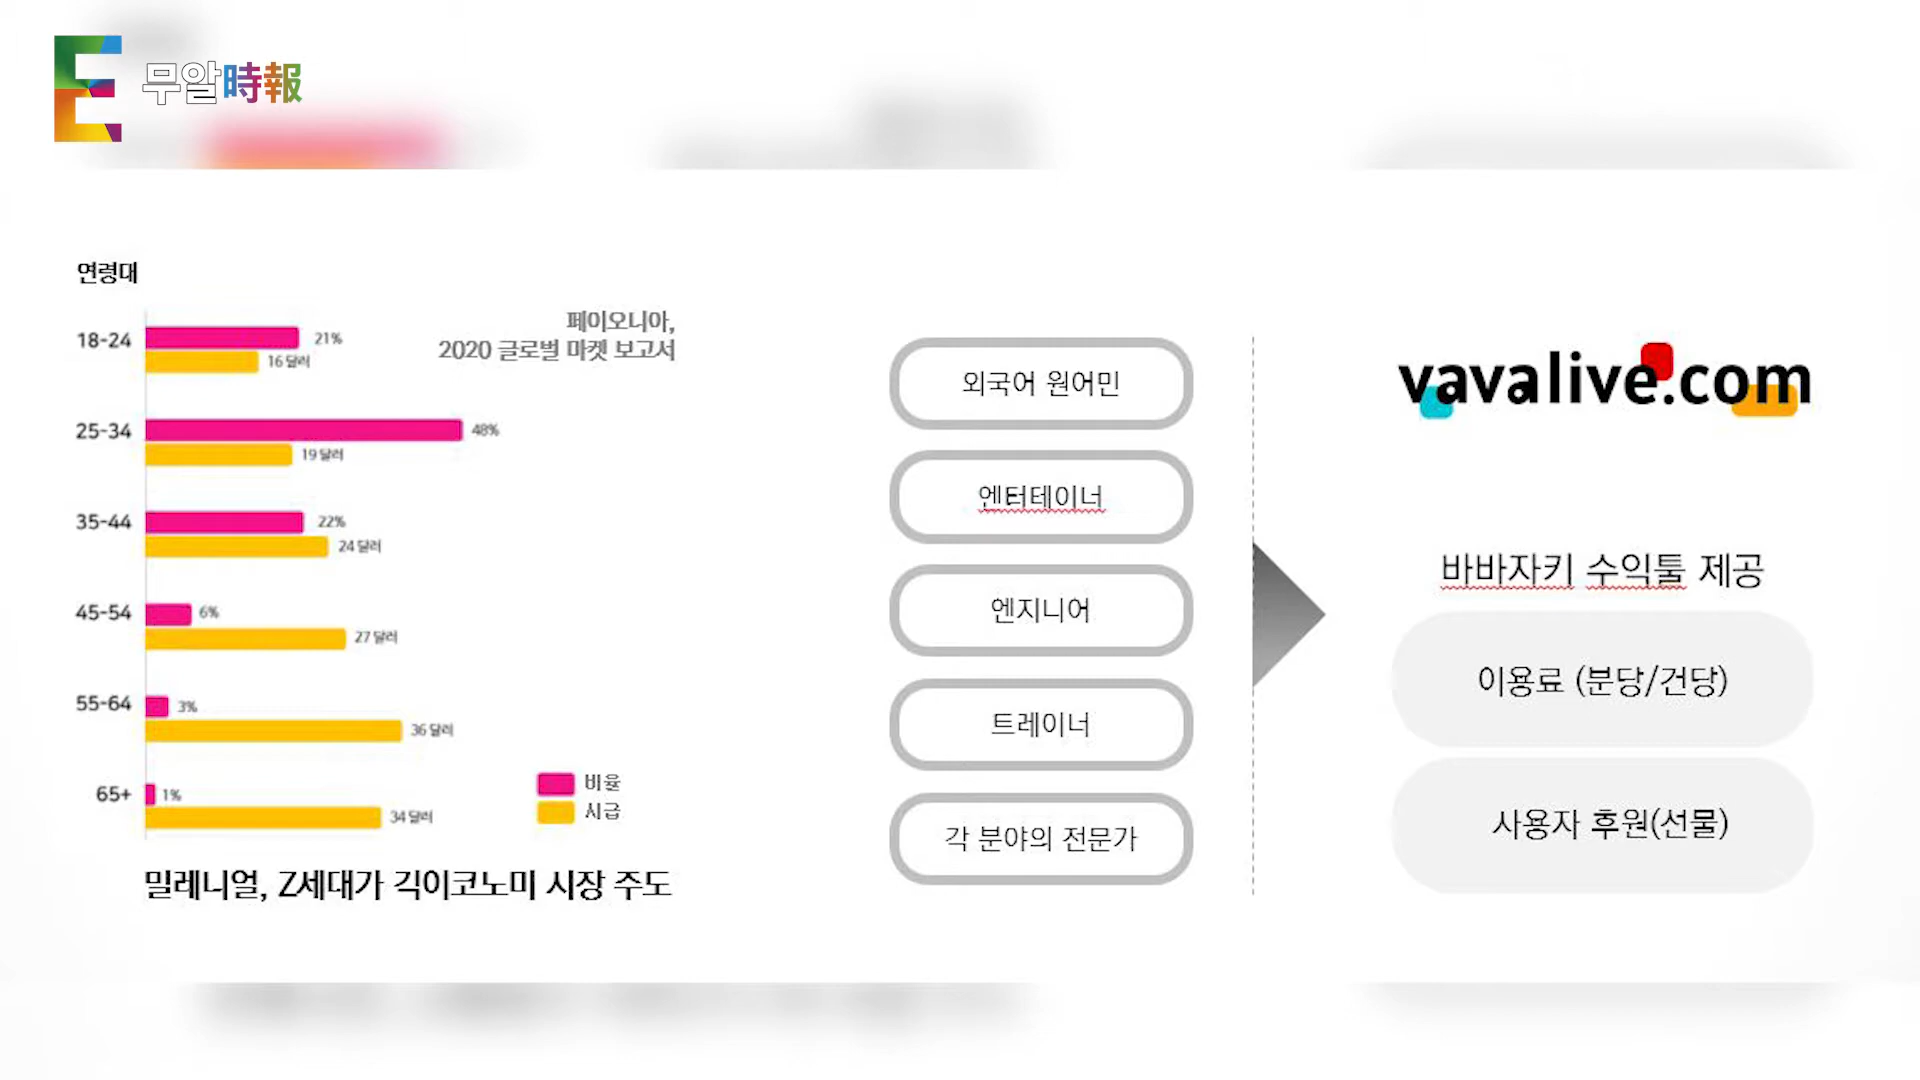 E 무알時報
연령대
페이오니아,
2020 글로벌 마켓 보고서
18-24
21%
16 달러
25-34
48%
19 달러
35-44
22%
24 달러
45-54
6%
27 달러
55-64
3%
36 달러
65+
1%
34 달러
비율
시급
밀레니얼, Z세대가 긱이코노미 시장 주도
외국어 원어민
엔터테이너
엔지니어
트레이너
각 분야의 전문가
vavalive.com
바바자키 수익툴 제공
이용료 (분당/건당)
사용자 후원(선물)